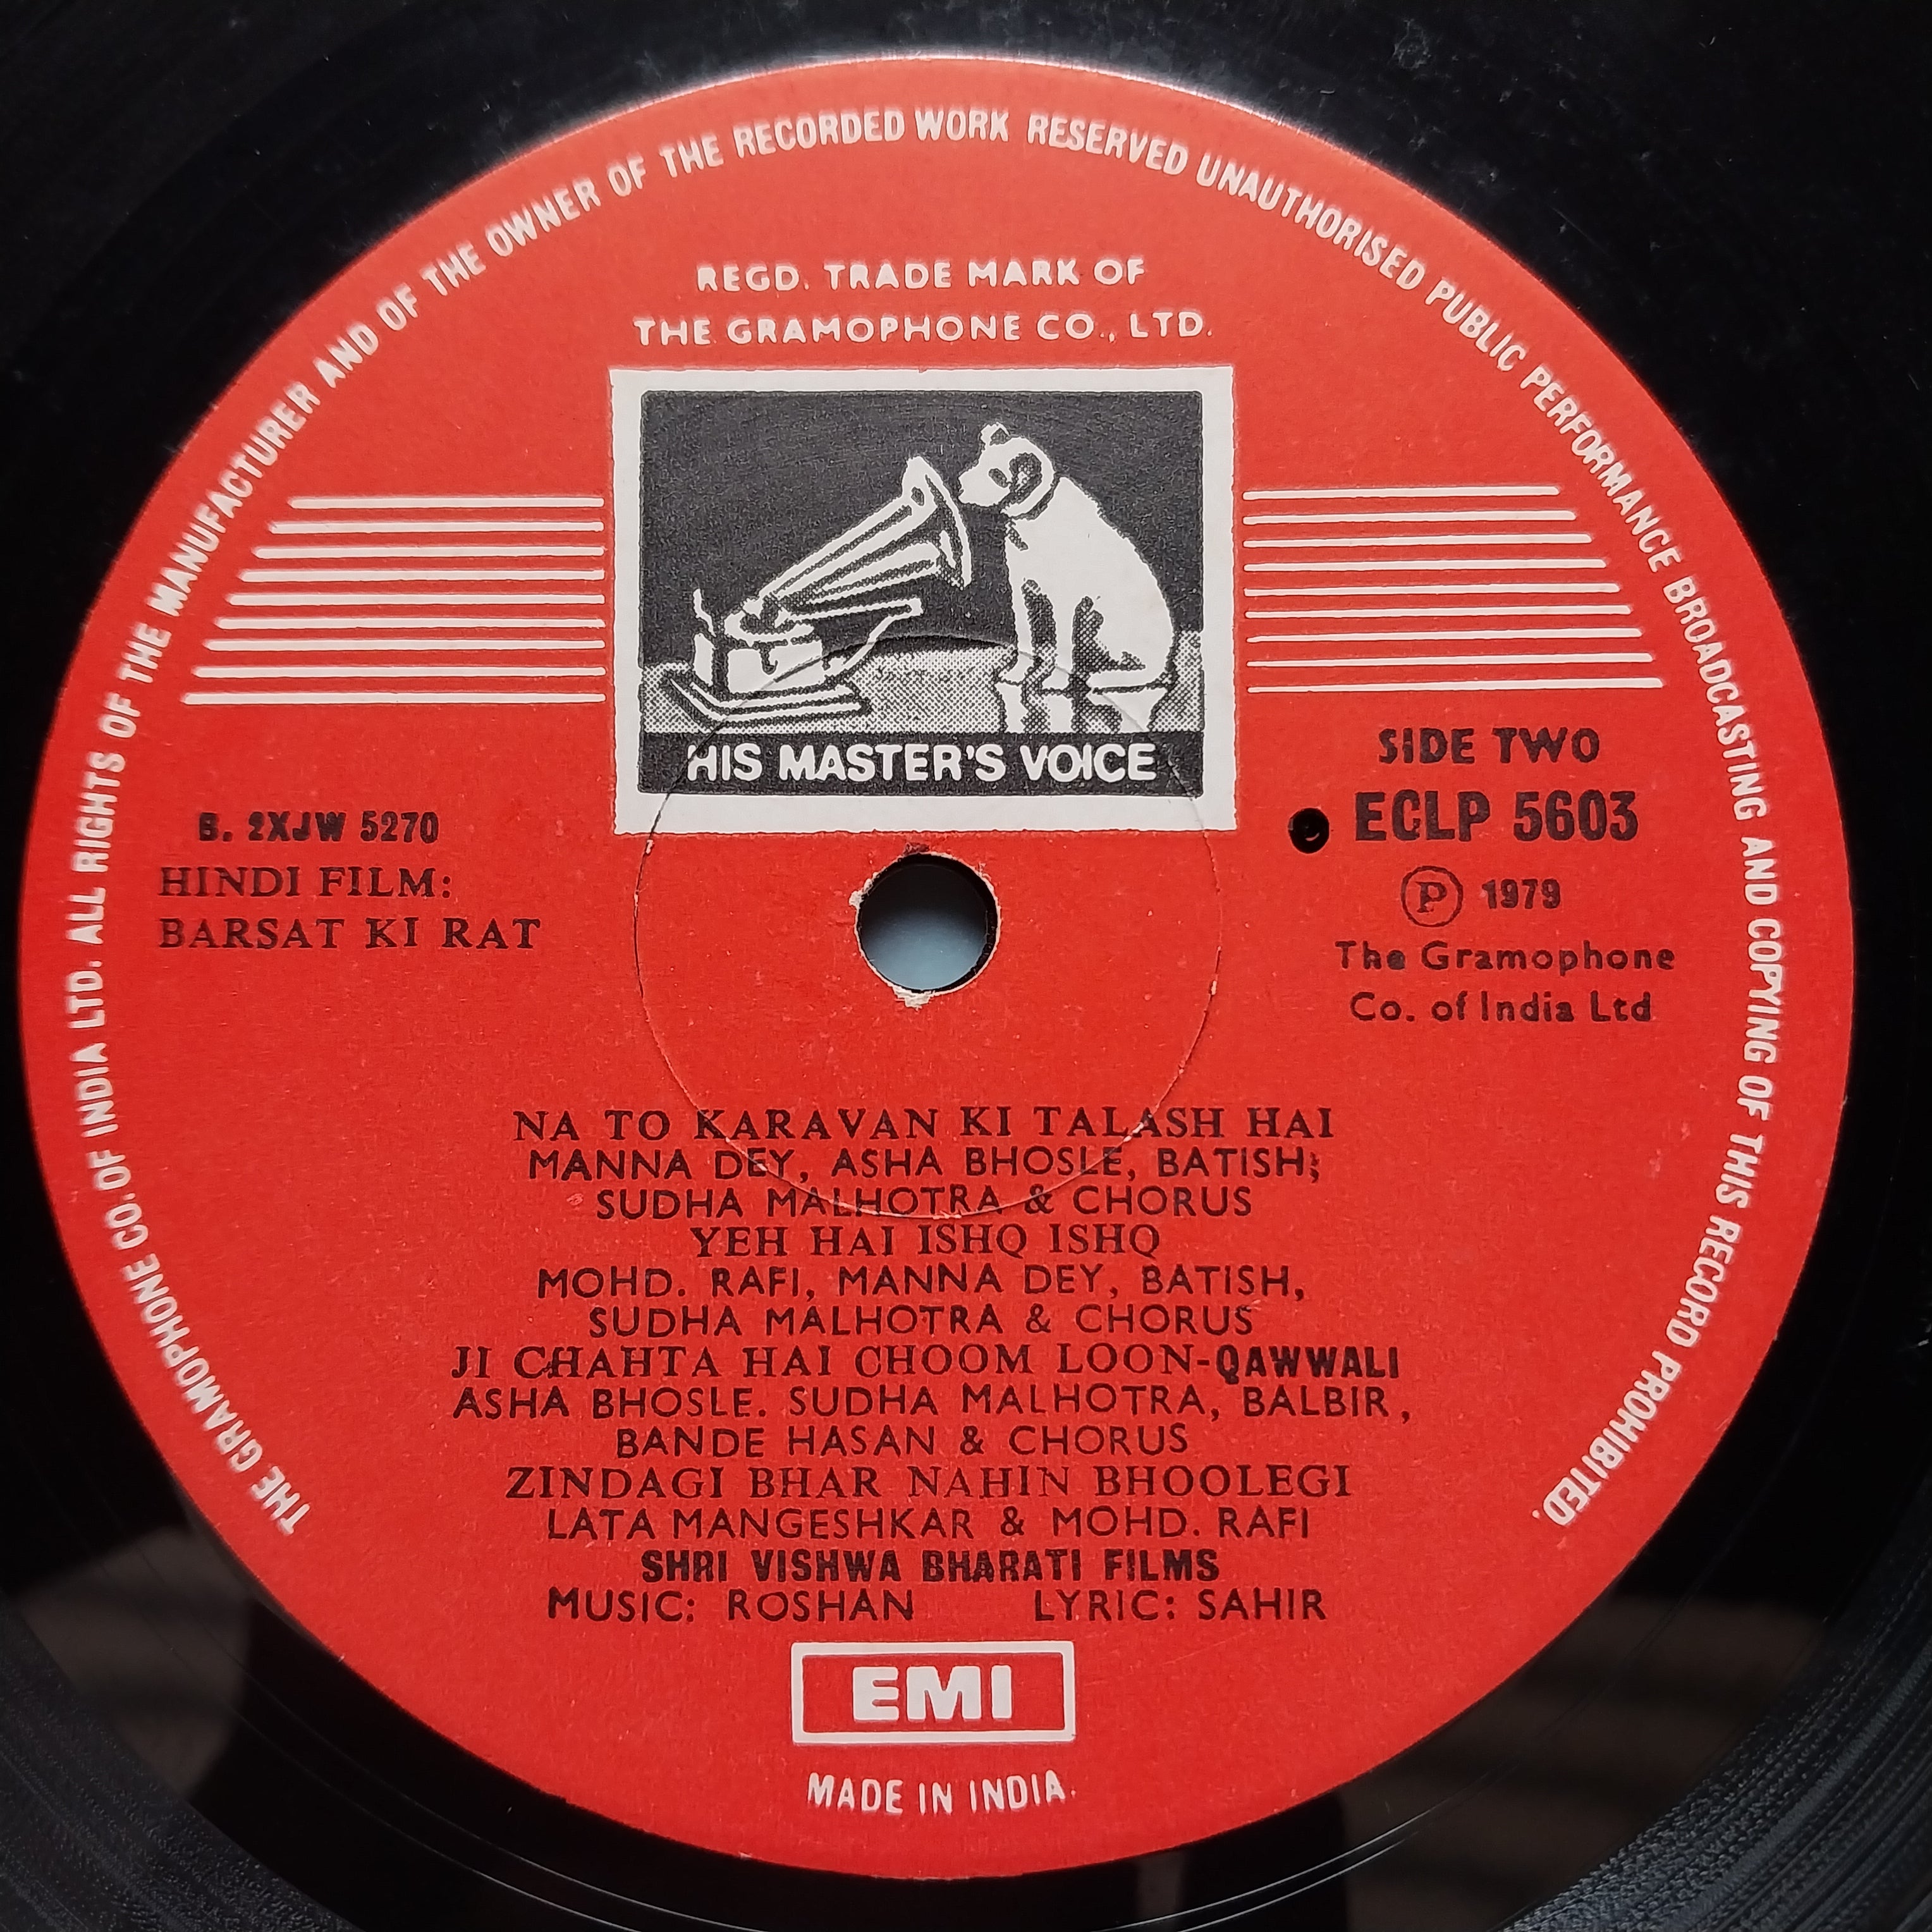 THE GRAMOPHONE CO. OF INDIA LTD. ALL RIGHTS OF THE MANUFACTURER AND OF THE OWNER OF THE RECORDED WORK RESERVED UNAUTHORISED PUBLIC PERFORMANCE BROADCASTING AND COPYING OF THIS RECORD PROHIBITED.
REGD. TRADE MARK OF
THE GRAMOPHONE CO., LTD.
HIS MASTER'S VOICE
SIDE TWO
ECLP 5603
Ⓟ 1979
The Gramophone
Co. of India Ltd
B. 2XJW 5270
HINDI FILM:
BARSAT KI RAT
NA TO KARAVAN KI TALASH HAI
MANNA DEY, ASHA BHOSLE, BATISH;
SUDHA MALHOTRA & CHORUS
YEH HAI ISHQ ISHQ
MOHD. RAFI, MANNA DEY, BATISH,
SUDHA MALHOTRA & CHORUS
JI CHAHTA HAI CHOOM LOON-QAWWALI
ASHA BHOSLE. SUDHA MALHOTRA, BALBIR,
BANDE HASAN & CHORUS
ZINDAGI BHAR NAHIN BHOOLEGI
LATA MANGESHKAR & MOHD. RAFI
SHRI VISHWA BHARATI FILMS
MUSIC: ROSHAN LYRIC: SAHIR
EMI
MADE IN INDIA.